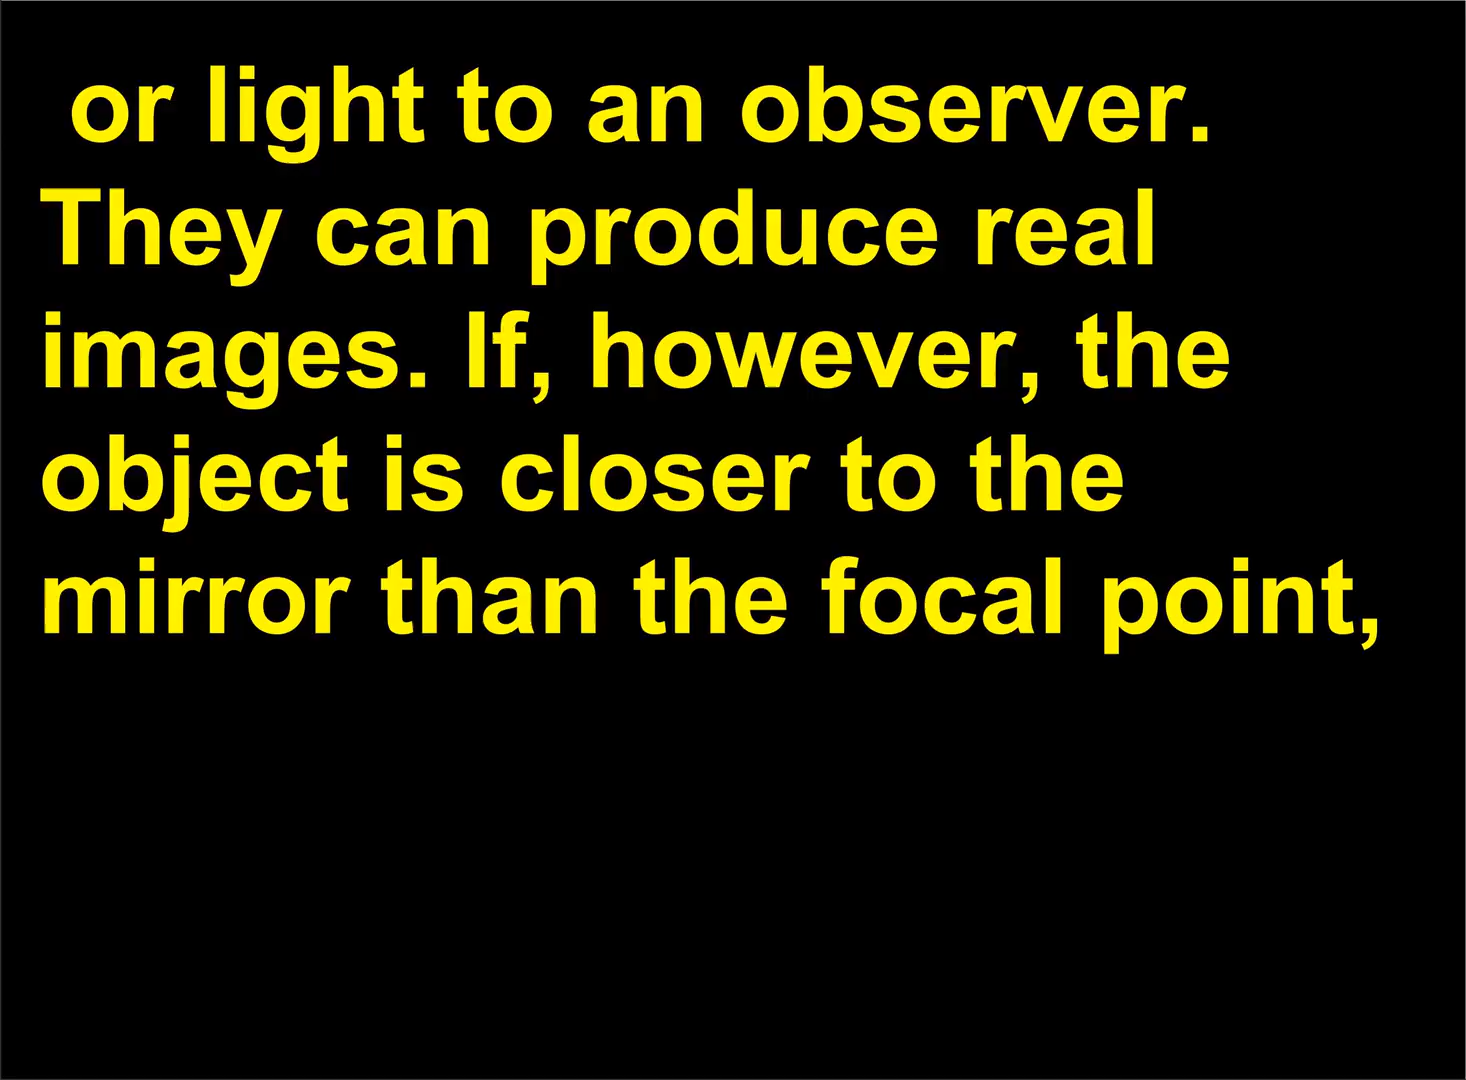 or light to an observer.
They can produce real
images. If, however, the
object is closer to the
mirror than the focal point,